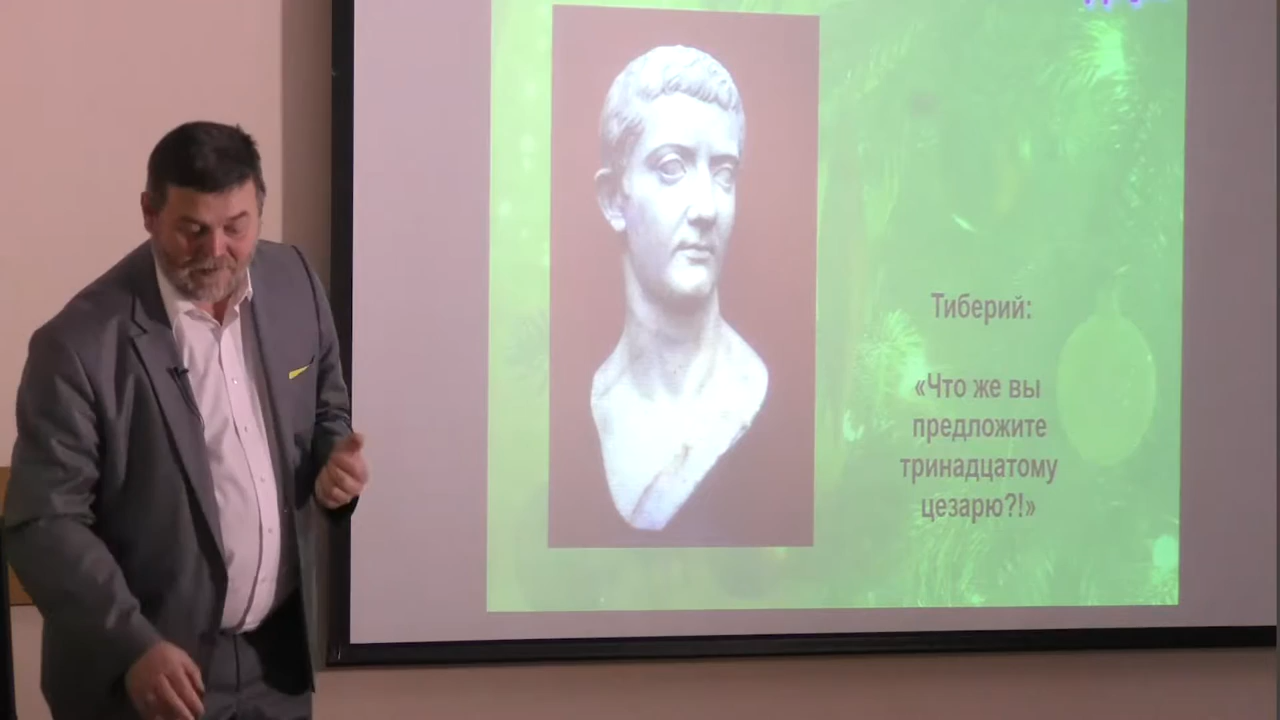 Тиберий:
«Что же вы
предложите
тринадцатому
цезарю?!»